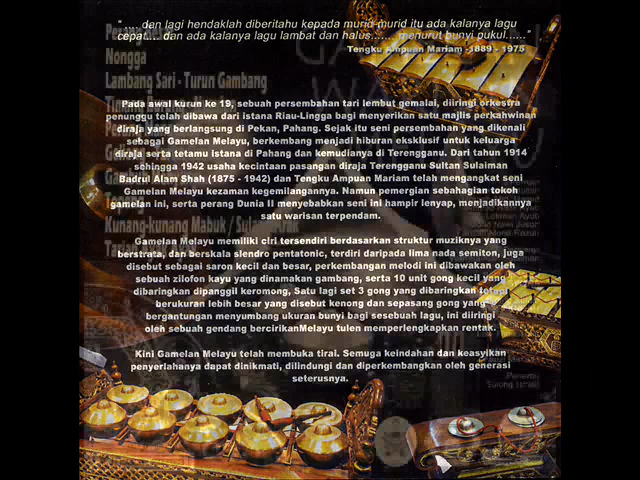 “ .... dan lagi hendaklah diberitahu kepada murid-murid itu ada kalanya lagu
cepat.... dan ada kalanya lagu lambat dan halus...... menurut bunyi pukul......”
Tengku Ampuan Mariam -1889 - 1975
Nongga
Lambang Sari - Turun Gambang
Pada awal kurun ke 19, sebuah persembahan tari lembut gemalai, diiringi orkestra
penunggu telah dibawa dari istana Riau-Lingga bagi menyerikan satu majlis perkahwinan
diraja yang berlangsung di Pekan, Pahang. Sejak itu seni persembahan yang dikenali
sebagai Gamelan Melayu, berkembang menjadi hiburan eksklusif untuk keluarga
diraja serta tetamu istana di Pahang dan kemudianya di Terengganu. Dari tahun 1914
sehingga 1942 usaha kecintaan pasangan diraja Terengganu Sultan Sulaiman
Badrul Alam Shah (1875 - 1942) dan Tengku Ampuan Mariam telah mengangkat seni
Gamelan Melayu kezaman kegemilangannya. Namun pemergian sebahagian tokoh
gamelan ini, serta perang Dunia II menyebabkan seni ini hampir lenyap, menjadikannya
satu warisan terpendam.
Kunang-kunang Mabuk /
Gamelan Melayu memiliki ciri tersendiri berdasarkan struktur muziknya yang
berstrata, dan berskala slendro pentatonic, terdiri daripada lima nada semiton, juga
disebut sebagai saron kecil dan besar, perkembangan melodi ini dibawakan oleh
sebuah zilofon kayu yang dinamakan gambang, serta 10 unit gong kecil yang
dibaringkan dipanggil keromong, Satu lagi set 3 gong yang dibaringkan tetapi
berukuran lebih besar yang disebut kenong dan sepasang gong yang
bergantungan menyumbang ukuran bunyi bagi sesebuah lagu, ini diiringi
oleh sebuah gendang bercirikanMelayu tulen memperlengkapkan rentak.
Kini Gamelan Melayu telah membuka tirai. Semuga keindahan dan keasyikan
penyerlahanya dapat dinikmati, dilindungi dan diperkembangkan oleh generasi
seterusnya.